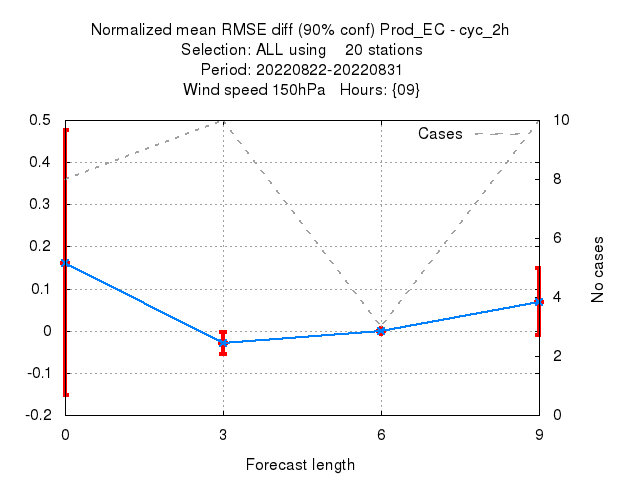 Normalized mean RMSE diff (90% conf) Prod_EC - cyc_2h
Selection: ALL using    20 stations
Period: 20220822-20220831
Wind speed 150hPa   Hours: {09}
0.5
0.4
0.3
0.2
0.1
0
-0.1
-0.2
Cases
10
8
6
4
2
0
No cases
0 3 6 9
Forecast length